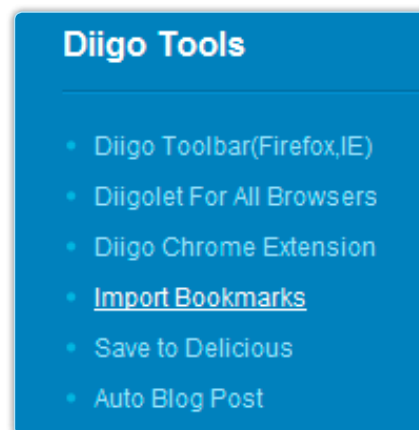 Diigo Tools
Diigo Toolbar(Firefox,IE)
Diigolet For All Browsers
Diigo Chrome Extension
Import Bookmarks
Save to Delicious
Auto Blog Post